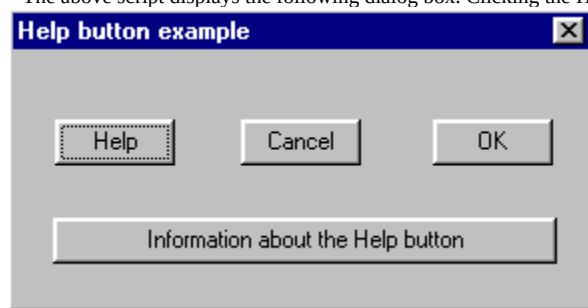 The above script displays the following dialog box. Clicking the H
Help button example
Help Cancel OK
Information about the Help button